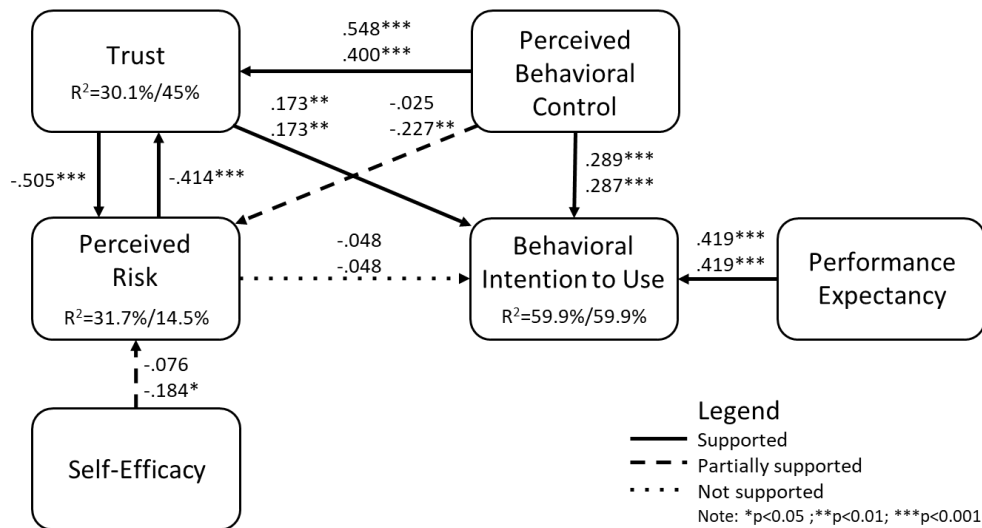 Trust
R²=30.1%/45%
.548***
.400***
Perceived
Behavioral
Control
.173**
.173**
-.025
-.227**
-.505***
-.414***
.289***
.287***
Perceived
Risk
R²=31.7%/14.5%
-.048
-.048
Behavioral
Intention to Use
R²=59.9%/59.9%
.419***
.419***
Performance
Expectancy
-.076
-.184*
Self-Efficacy
Legend
Supported
Partially supported
Not supported
Note: *p<0.05 ;**p<0.01; ***p<0.001